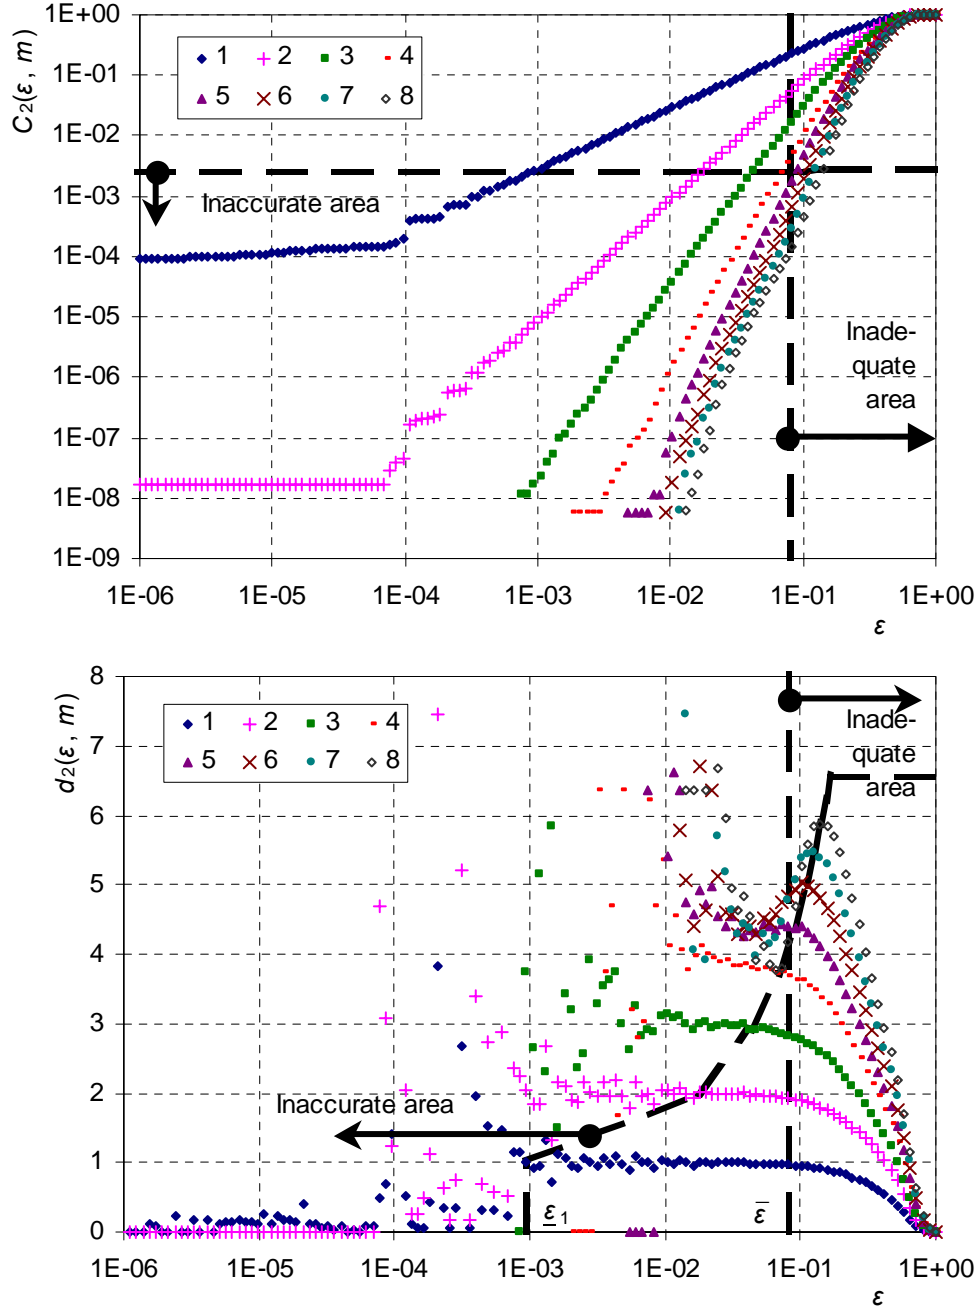 C2(ε, m)
1E+00
1E-01
1E-02
1E-03
1E-04
1E-05
1E-06
1E-07
1E-08
1E-09
1 2 3 4
5 6 7 8
Inaccurate area
Inade-
quate
area
1E-06 1E-05 1E-04 1E-03 1E-02 1E-01 1E+00
ε
d2(ε, m)
8
7
6
5
4
3
2
1
0
1 2 3 4
5 6 7 8
Inade-
quate
area
Inaccurate area
ε1 ε̅
1E-06 1E-05 1E-04 1E-03 1E-02 1E-01 1E+00
ε